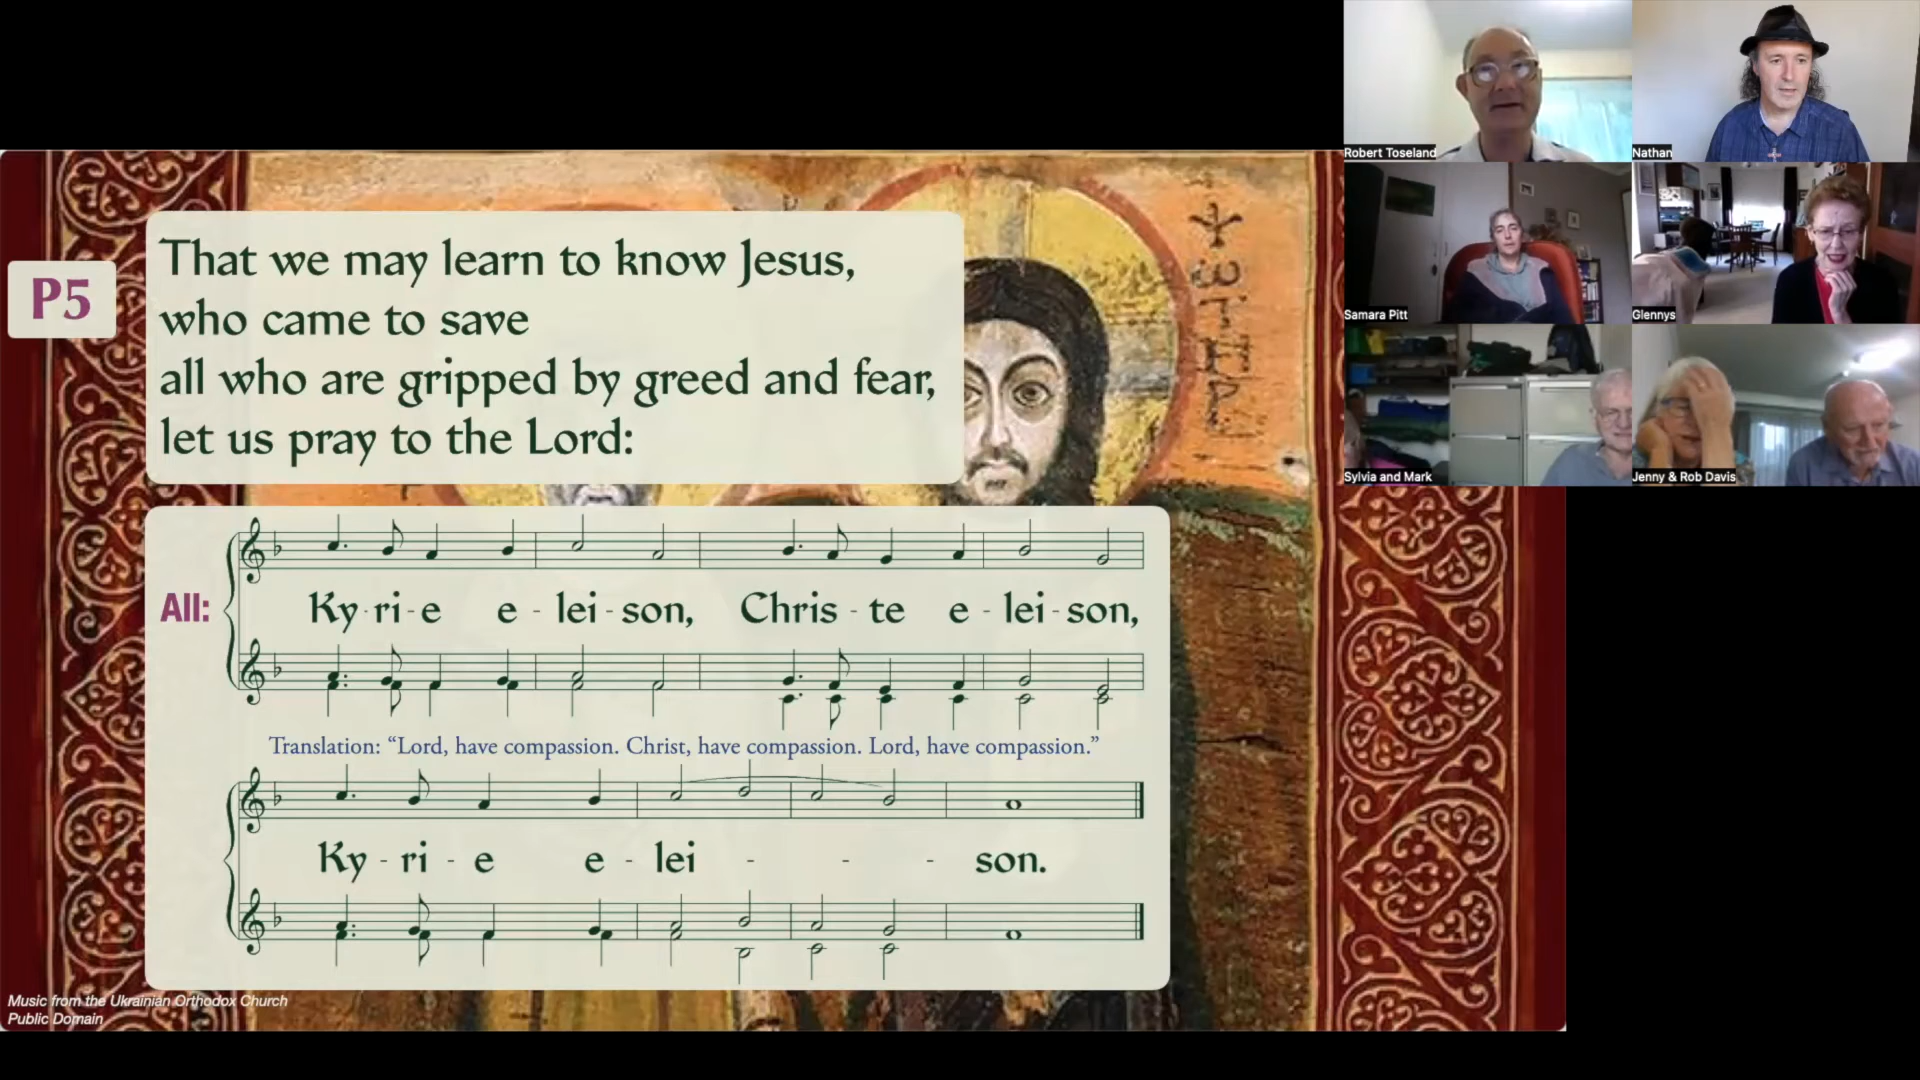 P5
That we may learn to know Jesus,
who came to save
all who are gripped by greed and fear,
let us pray to the Lord:
All:
Ky - ri - e e - lei - son, Chris - te e - lei - son,
Translation: “Lord, have compassion. Christ, have compassion. Lord, have compassion.”
Ky - ri - e e - lei - - - son.
Music from the Ukrainian Orthodox Church
Public Domain
Robert Toseland
Nathan
Samara Pitt
Glennys
Sylvia and Mark
Jenny & Rob Davis